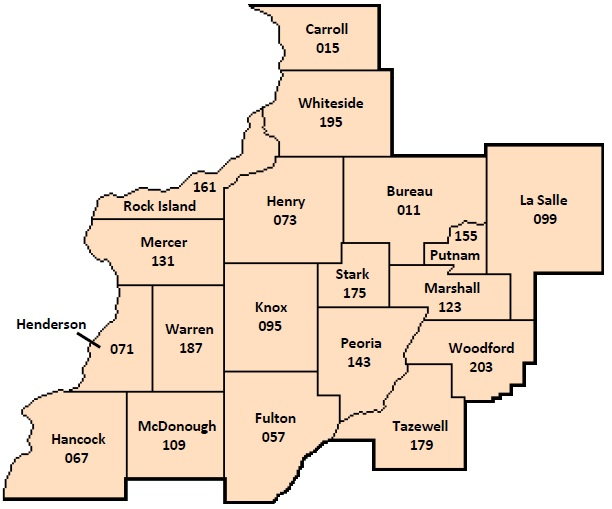 Carroll
015
Whiteside
195
161
Rock Island
Henry
073
Bureau
011
La Salle
099
155
Putnam
Mercer
131
Stark
175
Marshall
123
Henderson
071
Warren
187
Knox
095
Peoria
143
Woodford
203
Hancock
067
McDonough
109
Fulton
057
Tazewell
179